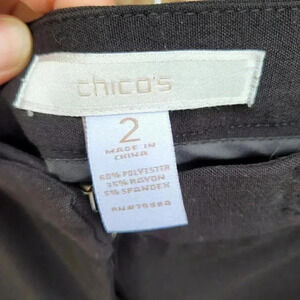 chico's
2
MADE IN
CHINA
60% POLYESTER
35% RAYON
5% SPANDEX